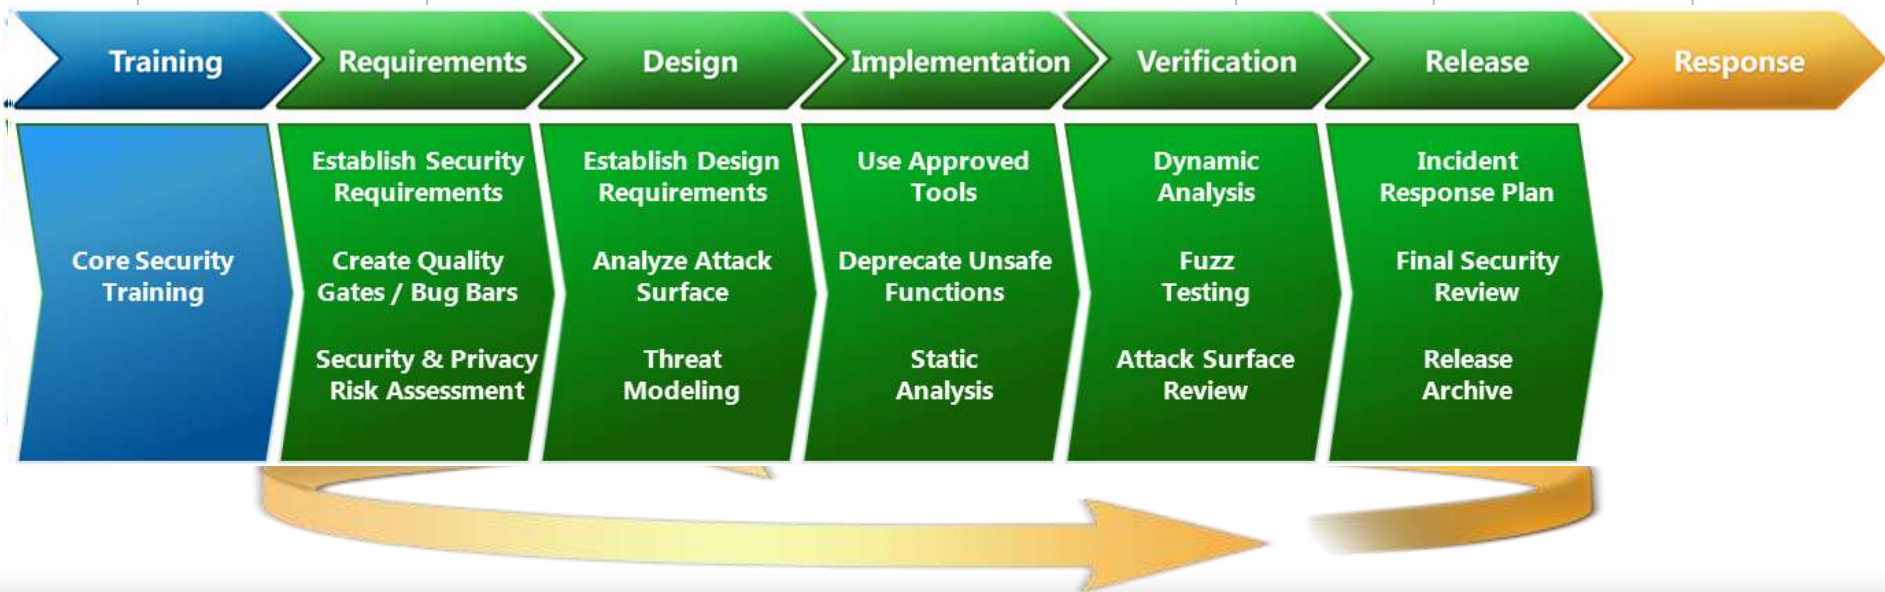 Training
Requirements
Design
Implementation
Verification
Release
Response
Core Security
Training
Establish Security
Requirements
Create Quality
Gates / Bug Bars
Security & Privacy
Risk Assessment
Establish Design
Requirements
Analyze Attack
Surface
Threat
Modeling
Use Approved
Tools
Deprecate Unsafe
Functions
Static
Analysis
Dynamic
Analysis
Fuzz
Testing
Attack Surface
Review
Incident
Response Plan
Final Security
Review
Release
Archive